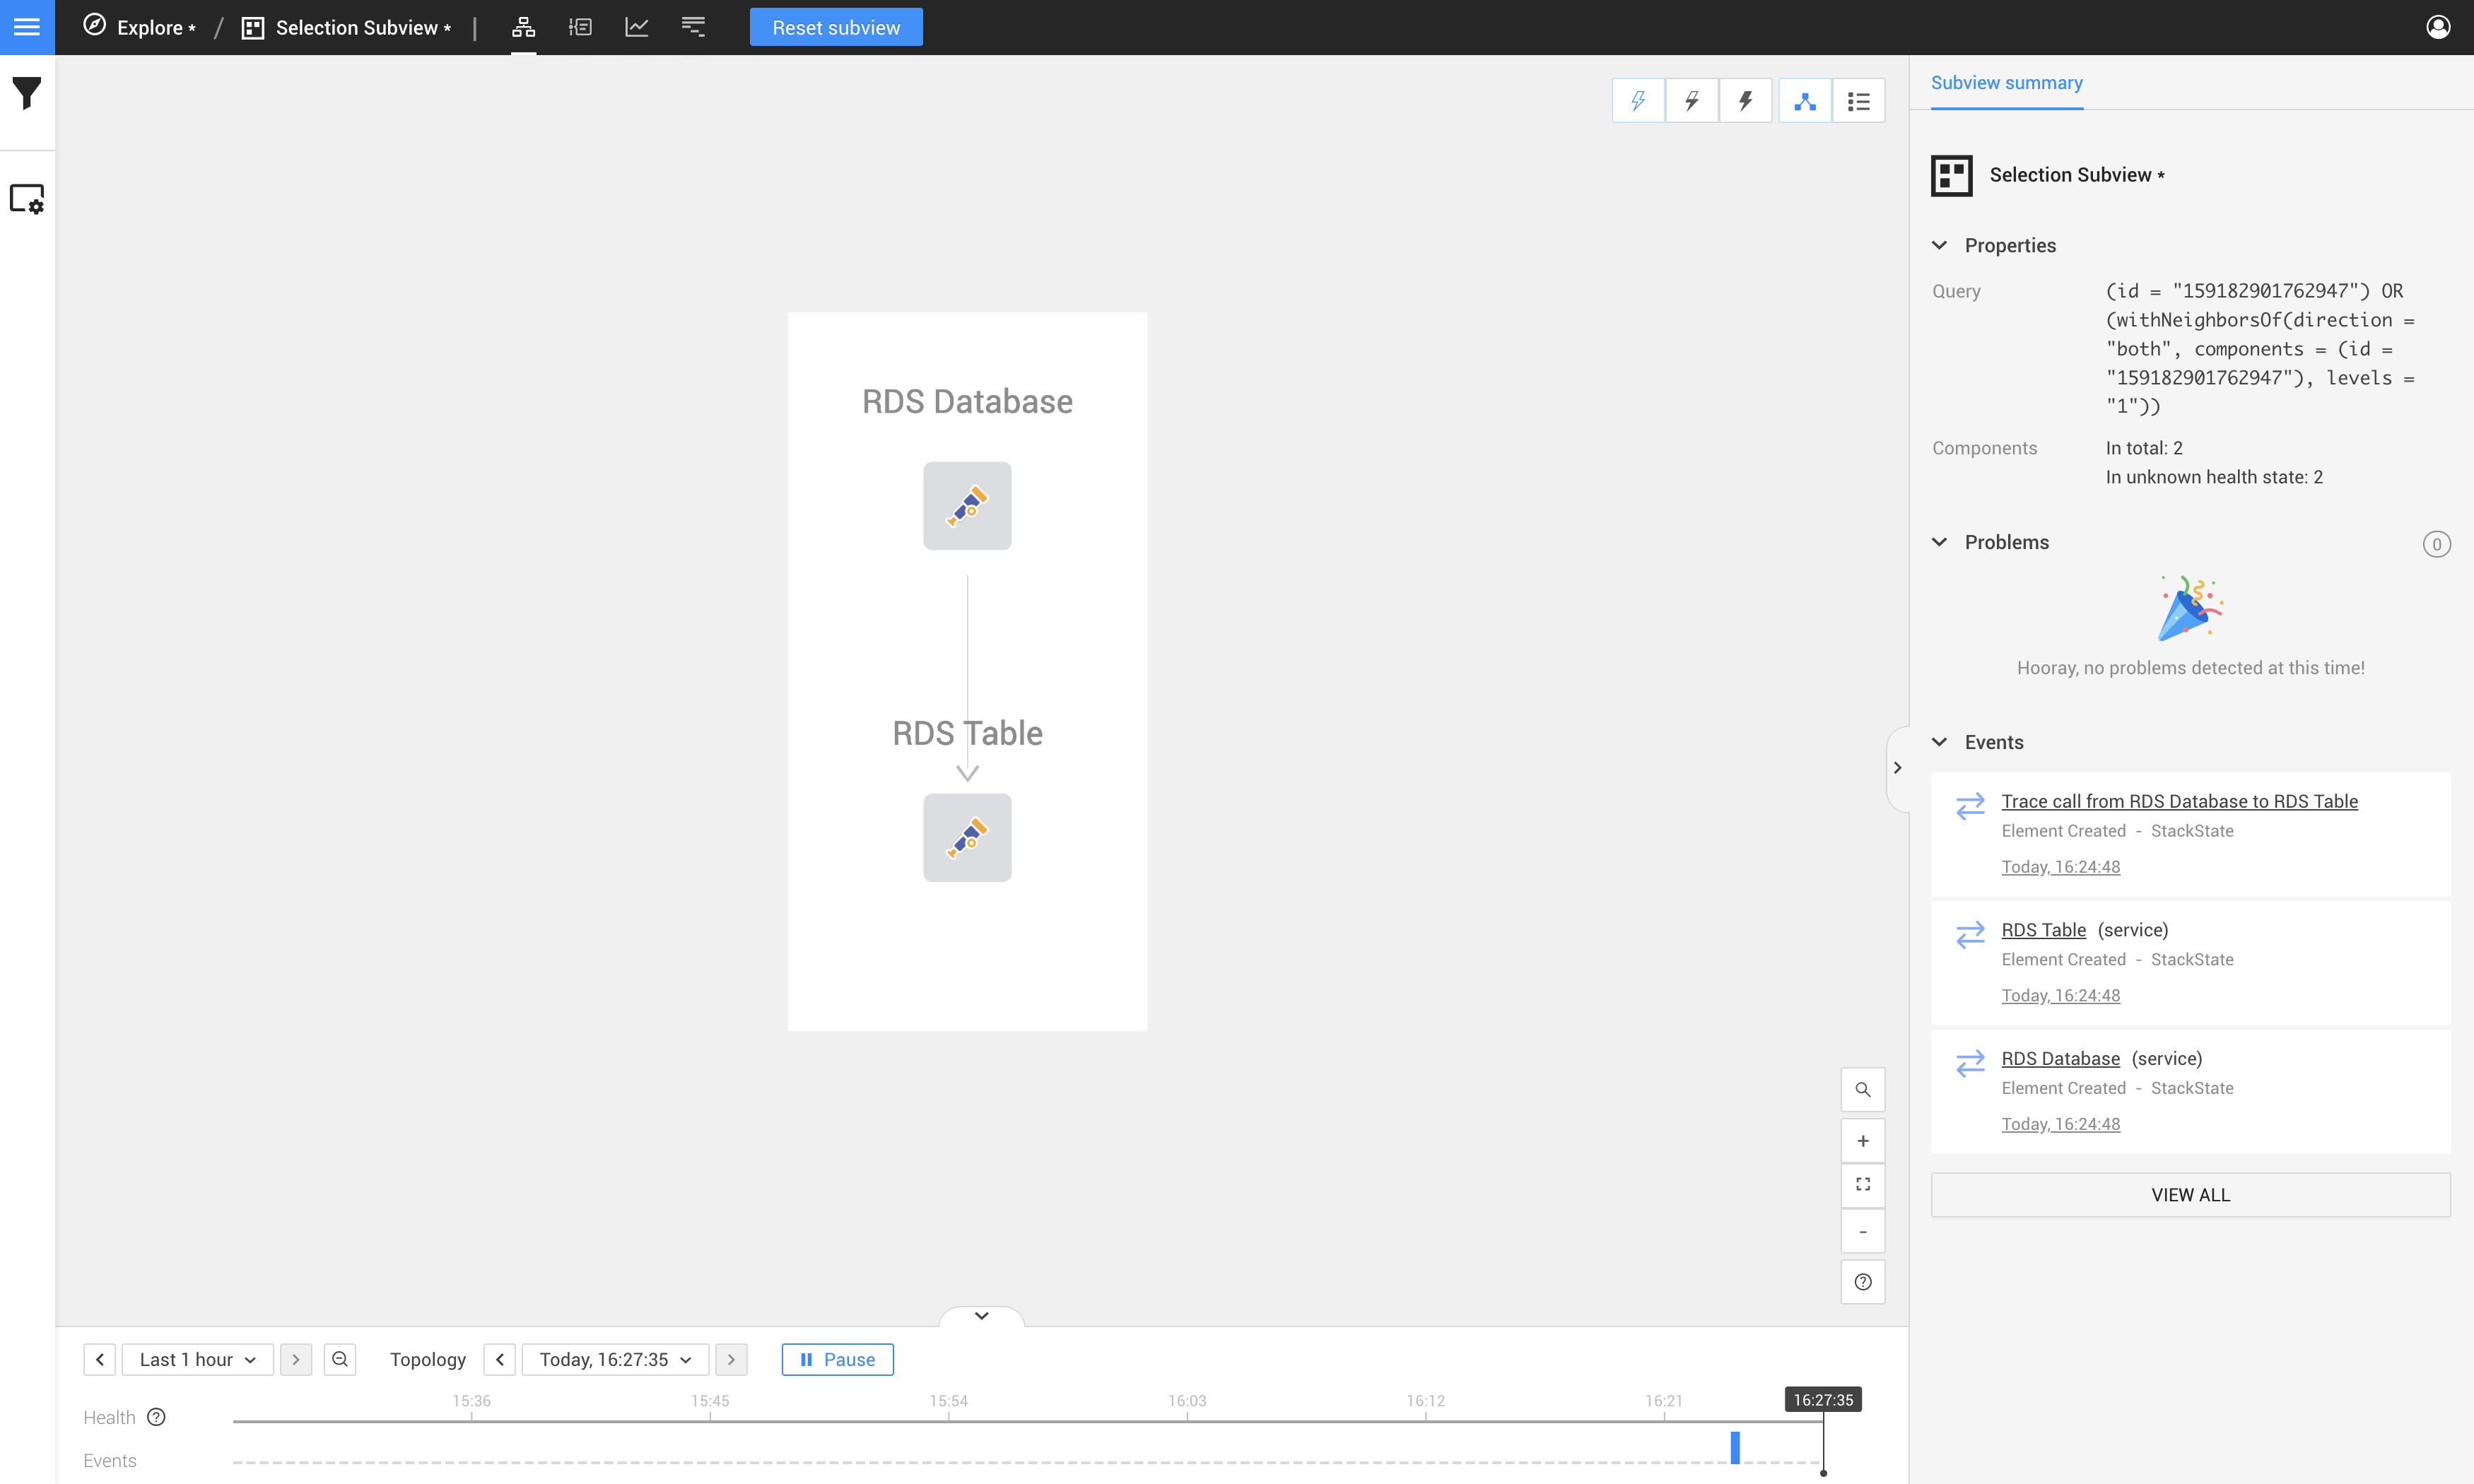 Explore * / Selection Subview * | Reset subview
Subview summary
Selection Subview *
Properties
Query
(id = "159182901762947") OR
(withNeighborsOf(direction =
"both", components = (id =
"159182901762947"), levels =
"1"))
Components
In total: 2
In unknown health state: 2
Problems
0
Hooray, no problems detected at this time!
Events
Trace call from RDS Database to RDS Table
Element Created - StackState
Today, 16:24:48
RDS Table (service)
Element Created - StackState
Today, 16:24:48
RDS Database (service)
Element Created - StackState
Today, 16:24:48
VIEW ALL
RDS Database
RDS Table
+
-
?
Last 1 hour
Topology
Today, 16:27:35
Pause
15:36 15:45 15:54 16:03 16:12 16:21 16:27:35
Health ?
Events